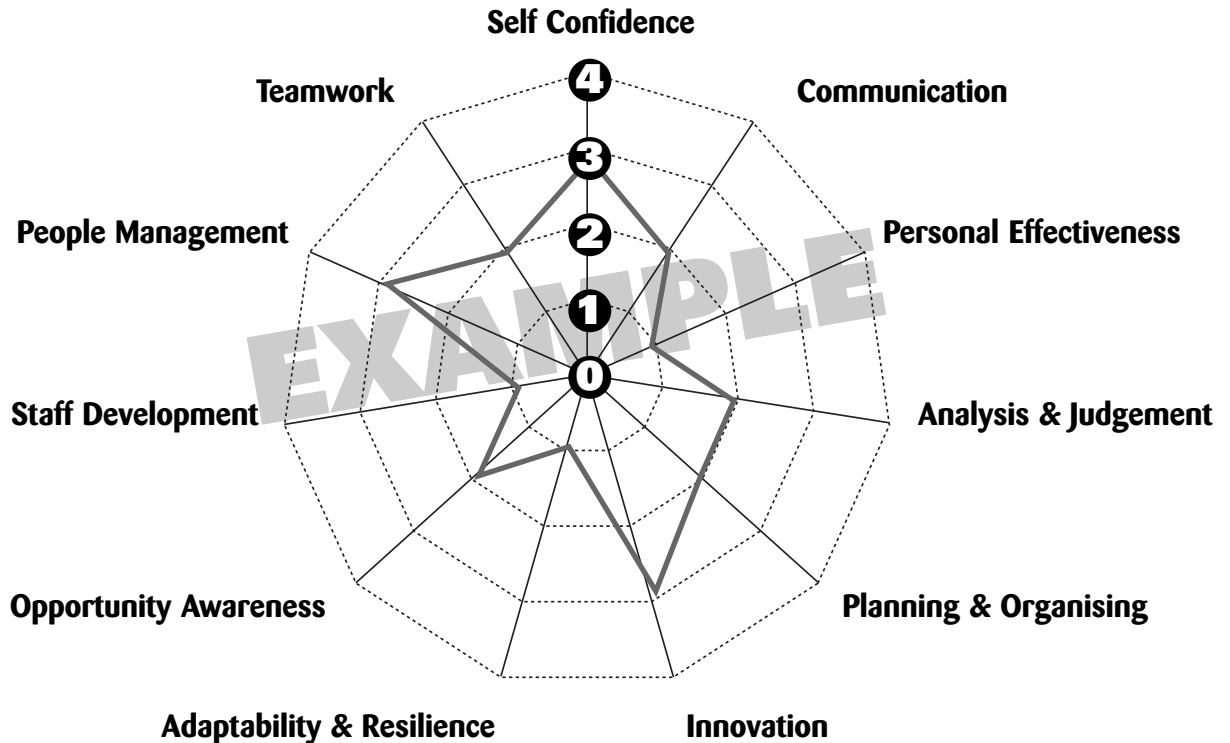 Self Confidence
4
Teamwork
Communication
3
People Management
2
Personal Effectiveness
EXAMPLE
1
0
Staff Development
Analysis & Judgement
Opportunity Awareness
Planning & Organising
Adaptability & Resilience
Innovation